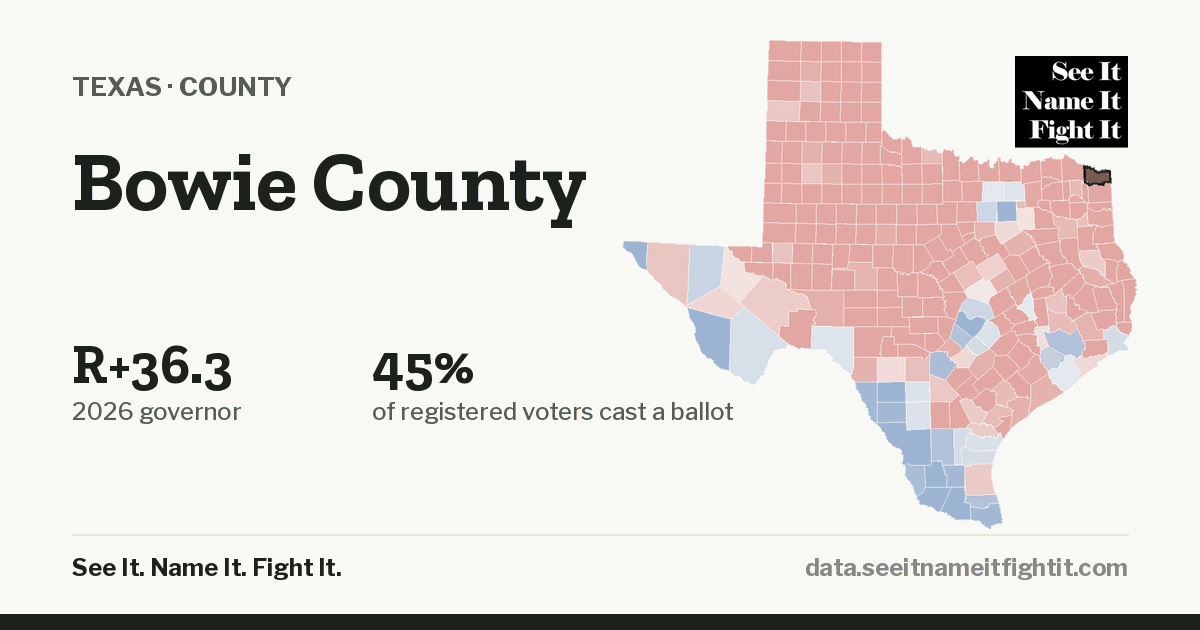 TEXAS · COUNTY
Bowie County
See It
Name It
Fight It
R+36.3
2026 governor
45%
of registered voters cast a ballot
See It. Name It. Fight It.
data.seeitnameitfightit.com